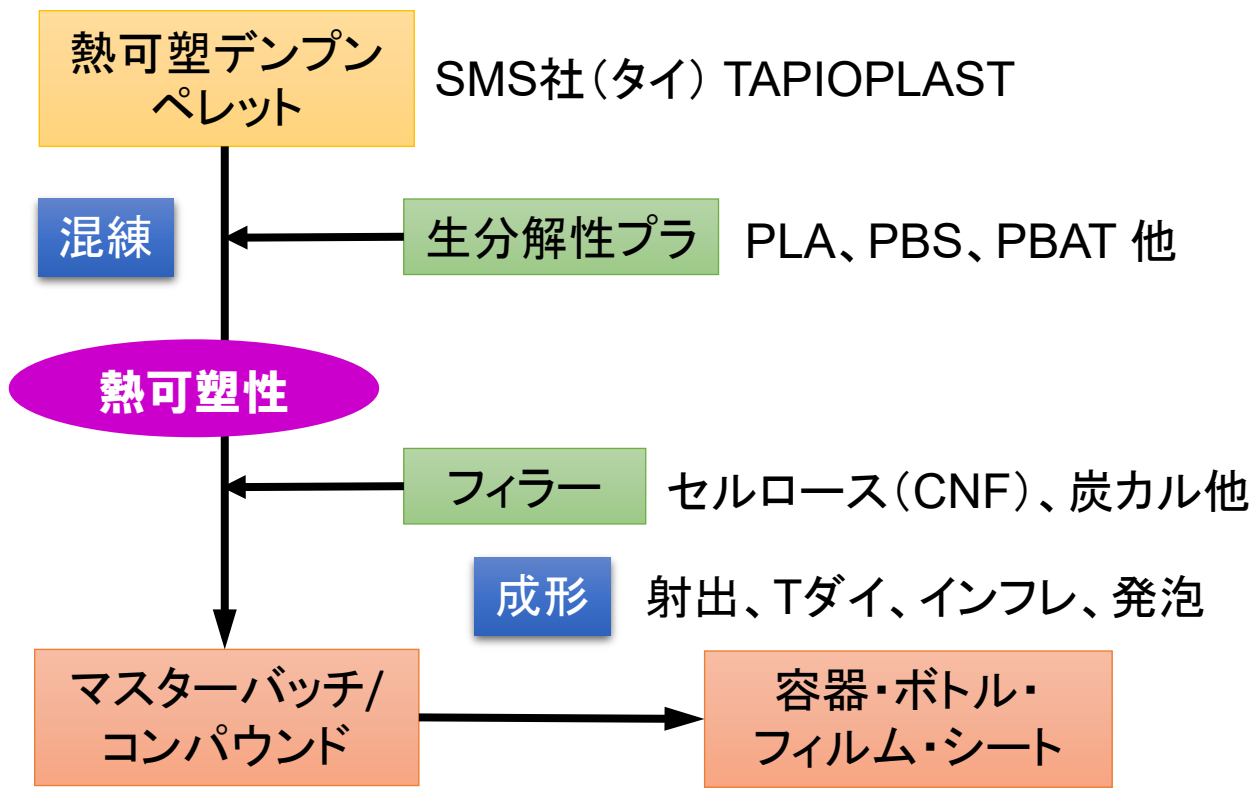 熱可塑デンプン
ペレット
SMS社（タイ） TAPIOPLAST
混練
生分解性プラ
PLA、PBS、PBAT 他
熱可塑性
フィラー
セルロース（CNF）、炭カル他
成形
射出、Tダイ、インフレ、発泡
マスターバッチ/
コンパウンド
容器・ボトル・
フィルム・シート